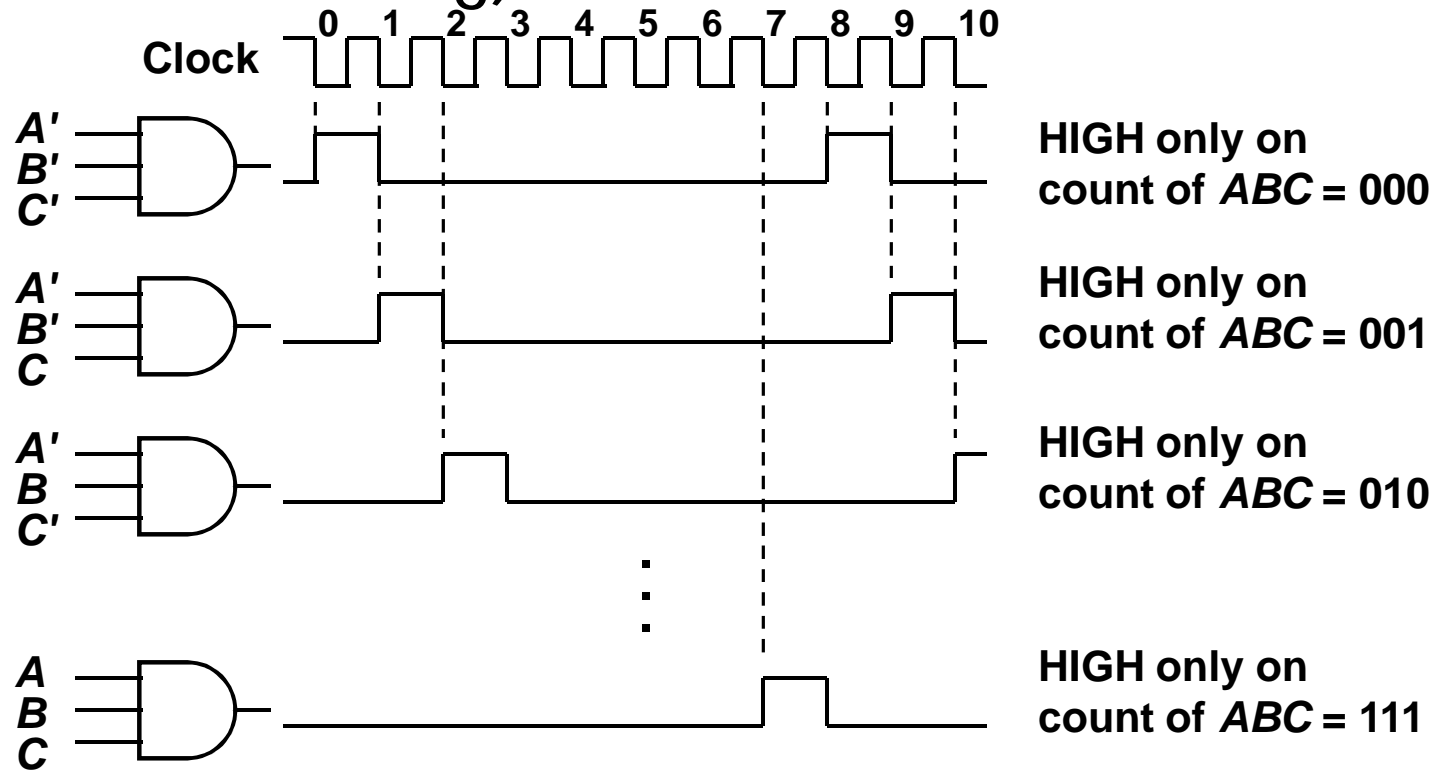 0 1 2 3 4 5 6 7 8 9 10
Clock
A'
B'
C'
HIGH only on
count of ABC = 000
A'
B'
C
HIGH only on
count of ABC = 001
A'
B
C'
HIGH only on
count of ABC = 010
A
B
C
HIGH only on
count of ABC = 111